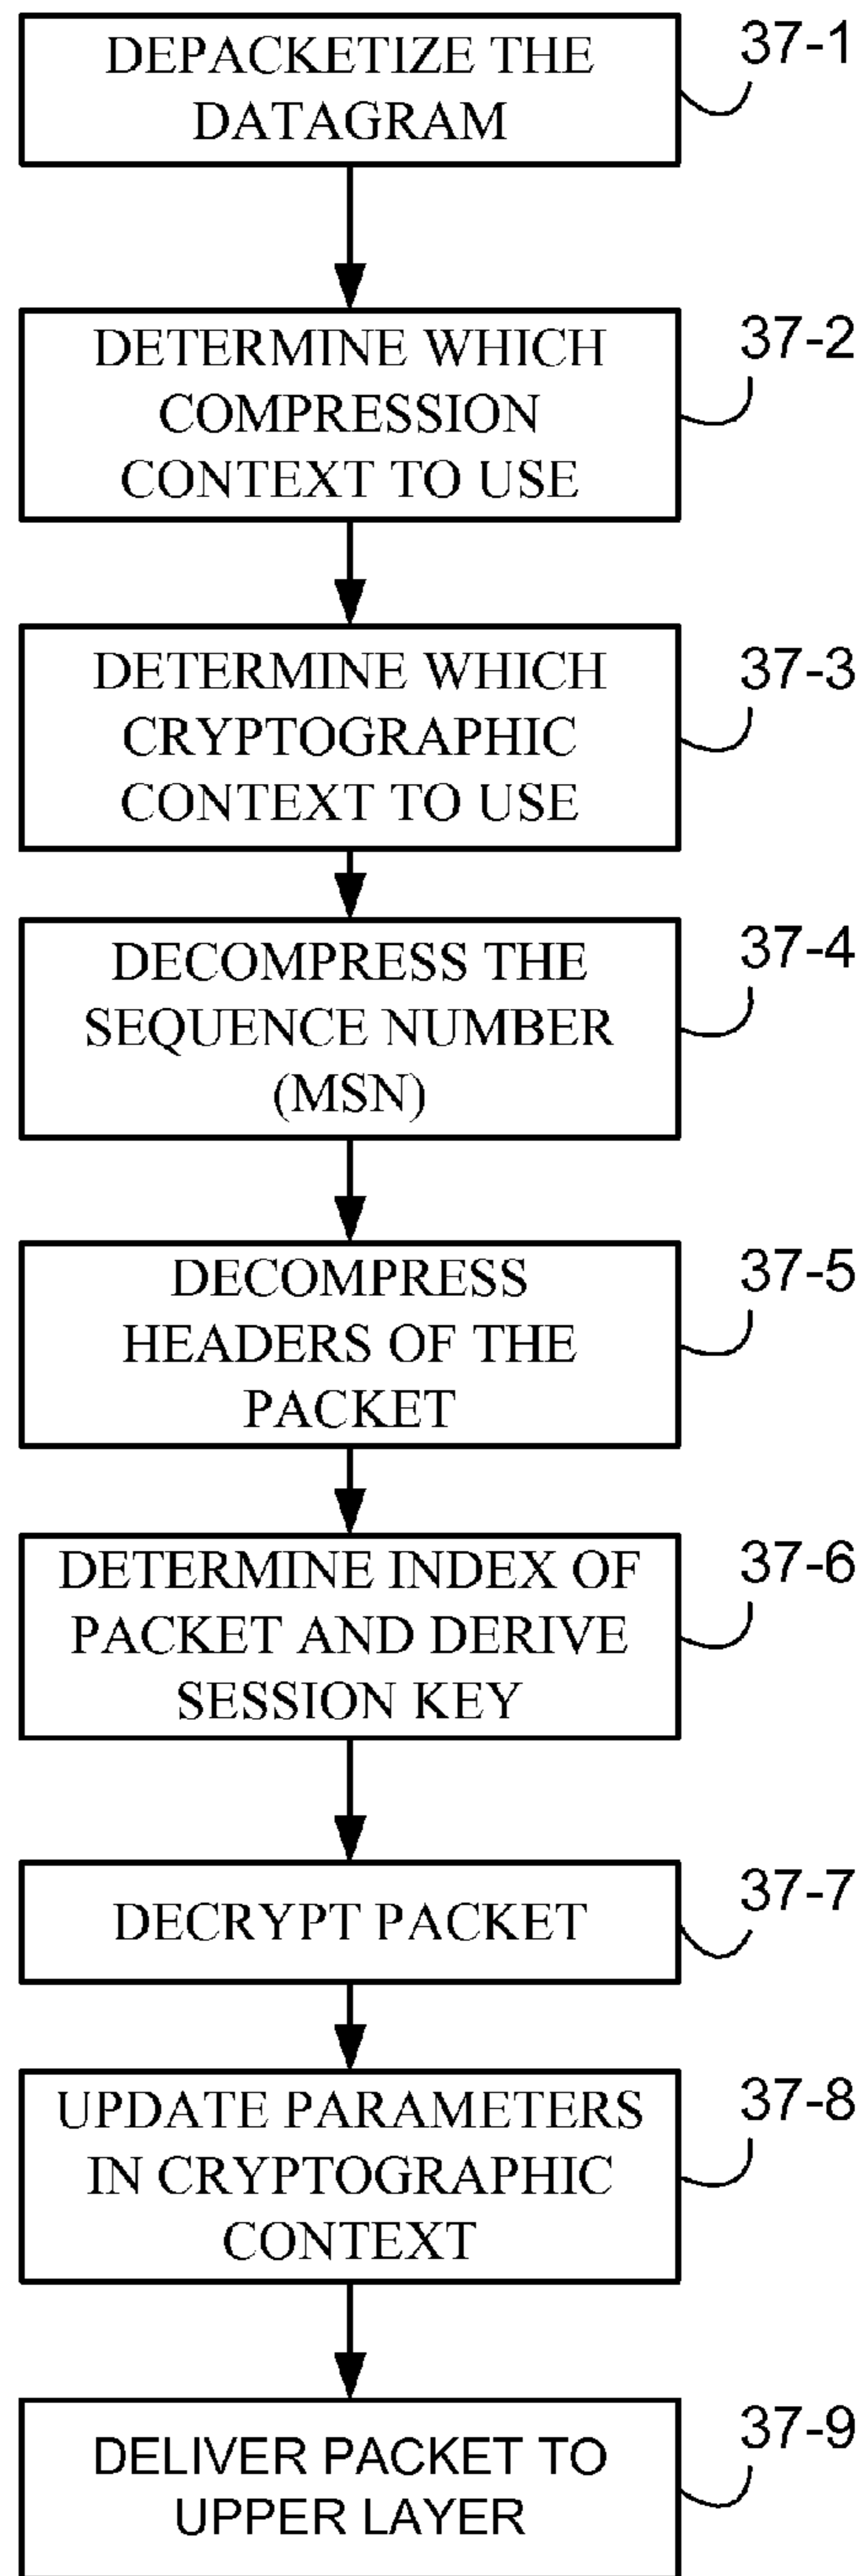 DEPACKETIZE THE
DATAGRAM
37-1
DETERMINE WHICH
COMPRESSION
CONTEXT TO USE
37-2
DETERMINE WHICH
CRYPTOGRAPHIC
CONTEXT TO USE
37-3
DECOMPRESS THE
SEQUENCE NUMBER
(MSN)
37-4
DECOMPRESS
HEADERS OF THE
PACKET
37-5
DETERMINE INDEX OF
PACKET AND DERIVE
SESSION KEY
37-6
DECRYPT PACKET
37-7
UPDATE PARAMETERS
IN CRYPTOGRAPHIC
CONTEXT
37-8
DELIVER PACKET TO
UPPER LAYER
37-9